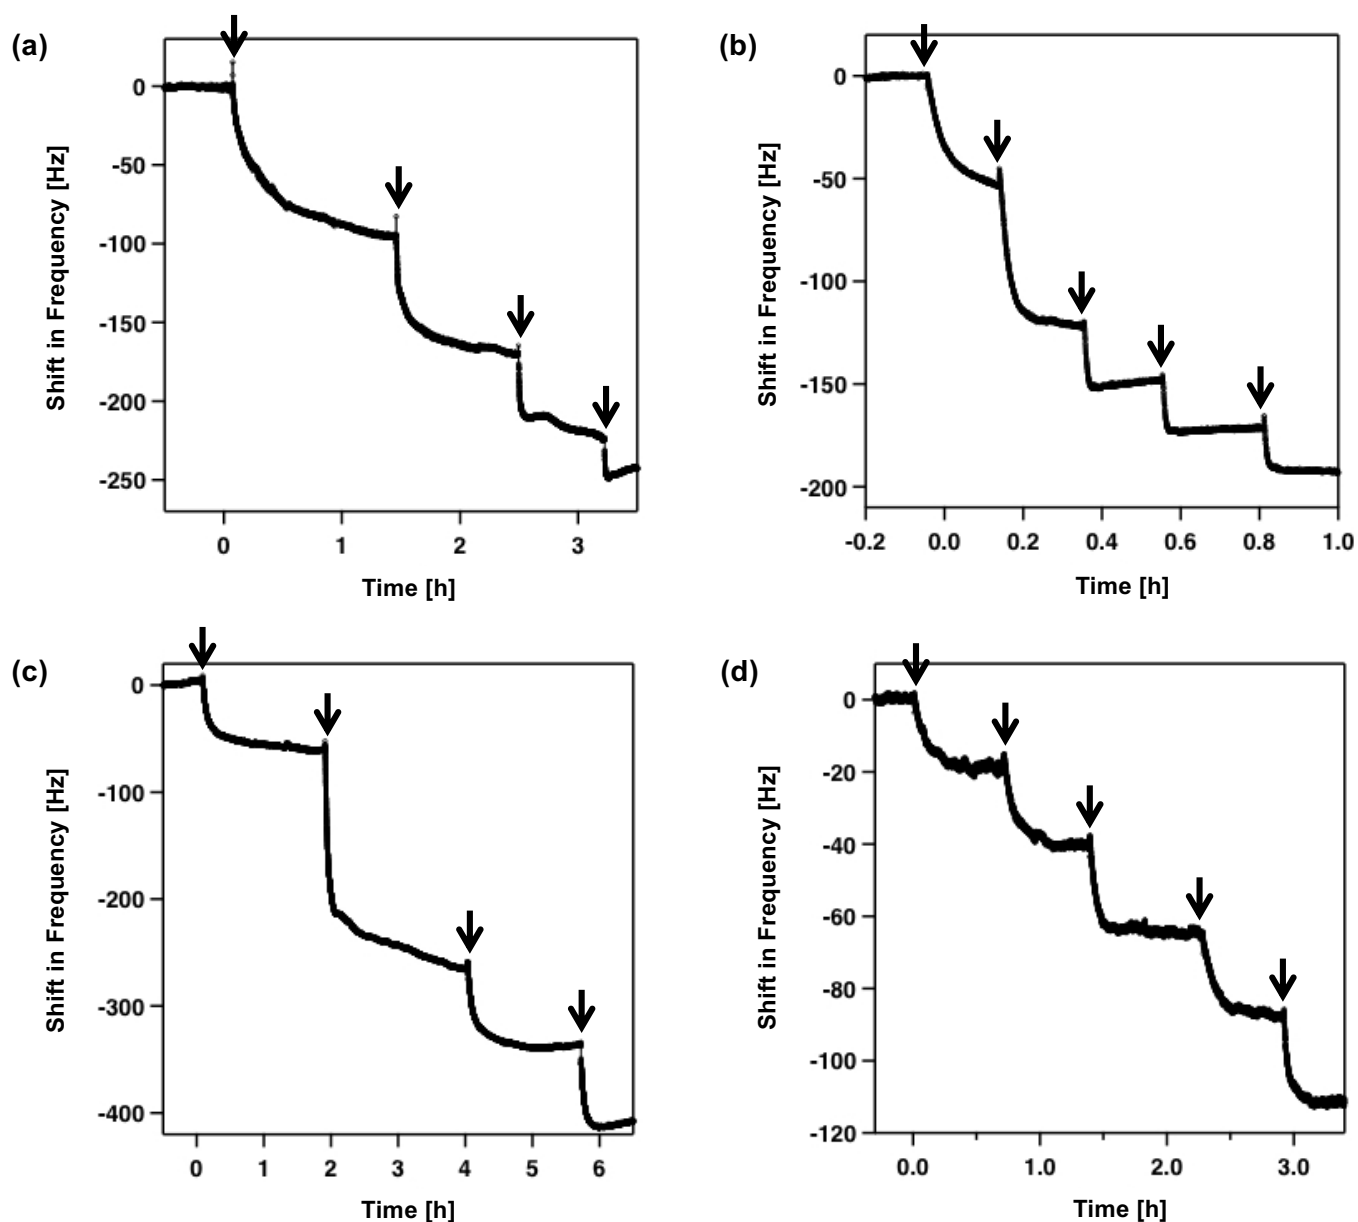 (a)
0
-50
-100
-150
-200
-250
Shift in Frequency [Hz]
0 1 2 3
Time [h]
(b)
0
-50
-100
-150
-200
Shift in Frequency [Hz]
-0.2 0.0 0.2 0.4 0.6 0.8 1.0
Time [h]
(c)
0
-100
-200
-300
-400
Shift in Frequency [Hz]
0 1 2 3 4 5 6
Time [h]
(d)
0
-20
-40
-60
-80
-100
-120
Shift in Frequency [Hz]
0.0 1.0 2.0 3.0
Time [h]